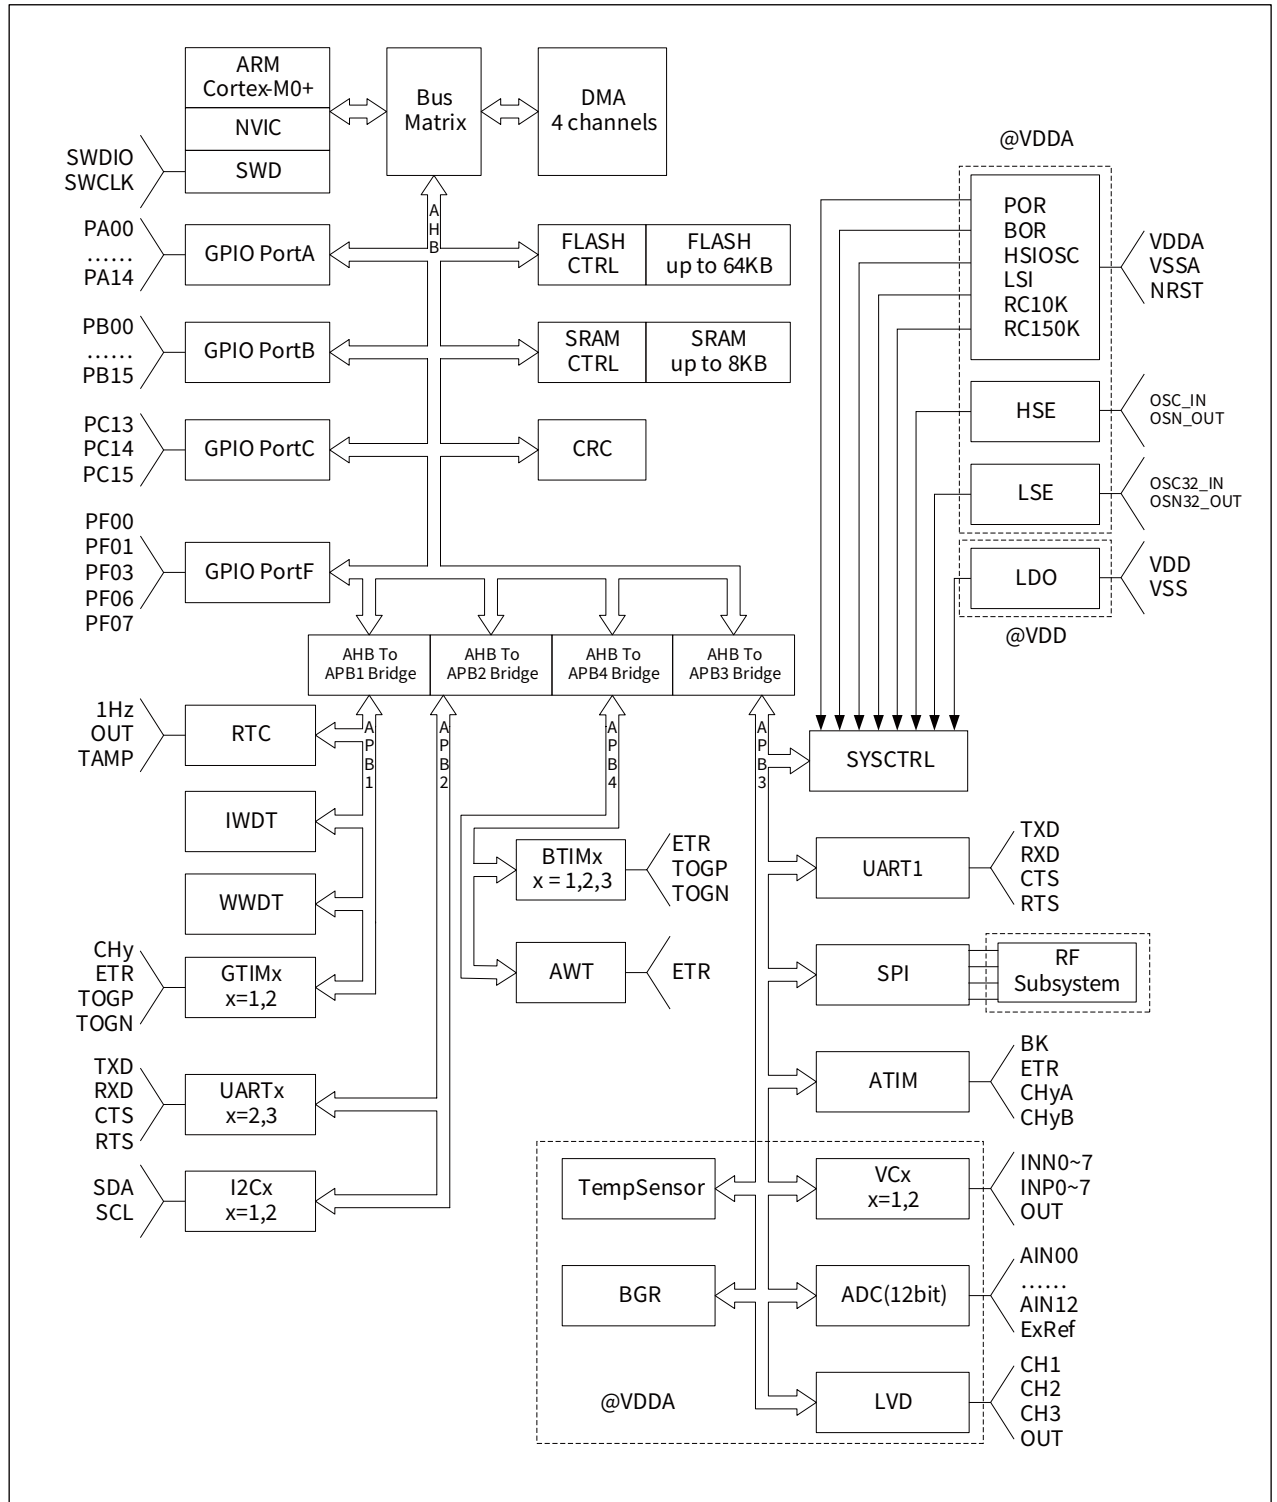 ARM
Cortex-M0+
NVIC
SWD
Bus
Matrix
DMA
4 channels
SWDIO
SWCLK
AHB
PA00
......
PA14
GPIO PortA
FLASH
CTRL
FLASH
up to 64KB
PB00
......
PB15
GPIO PortB
SRAM
CTRL
SRAM
up to 8KB
PC13
PC14
PC15
GPIO PortC
CRC
PF00
PF01
PF03
PF06
PF07
GPIO PortF
@VDDA
POR
BOR
HSIOSC
LSI
RC10K
RC150K
VDDA
VSSA
NRST
HSE
OSC_IN
OSN_OUT
LSE
OSC32_IN
OSN32_OUT
LDO
VDD
VSS
@VDD
AHB To
APB1 Bridge
AHB To
APB2 Bridge
AHB To
APB4 Bridge
AHB To
APB3 Bridge
APB1
APB2
APB4
APB3
1Hz
OUT
TAMP
RTC
SYSCTRL
IWDT
WWDT
CHy
ETR
TOGP
TOGN
GTIMx
x=1,2
BTIMx
x = 1,2,3
ETR
TOGP
TOGN
AWT
ETR
UART1
TXD
RXD
CTS
RTS
SPI
RF
Subsystem
TXD
RXD
CTS
RTS
UARTx
x=2,3
ATIM
BK
ETR
CHyA
CHyB
SDA
SCL
I2Cx
x=1,2
TempSensor
VCx
x=1,2
INN0~7
INP0~7
OUT
BGR
ADC(12bit)
AIN00
......
AIN12
ExRef
@VDDA
LVD
CH1
CH2
CH3
OUT